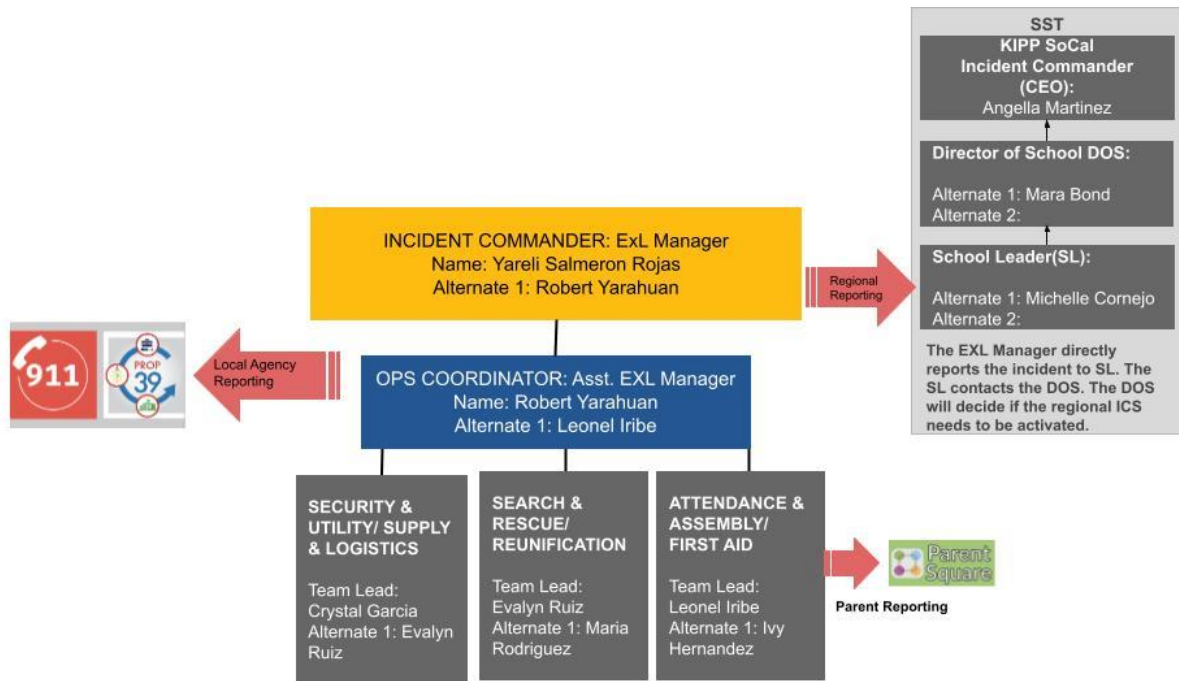 SST
KIPP SoCal
Incident Commander
(CEO):
Angella Martinez
Director of School DOS:
Alternate 1: Mara Bond
Alternate 2:
School Leader(SL):
Alternate 1: Michelle Cornejo
Alternate 2:
The EXL Manager directly
reports the incident to SL. The
SL contacts the DOS. The DOS
will decide if the regional ICS
needs to be activated.
INCIDENT COMMANDER: ExL Manager
Name: Yareli Salmeron Rojas
Alternate 1: Robert Yarahuan
Regional
Reporting
911
PROP
39
Local Agency
Reporting
OPS COORDINATOR: Asst. EXL Manager
Name: Robert Yarahuan
Alternate 1: Leonel Iribe
SECURITY &
UTILITY/ SUPPLY
& LOGISTICS
Team Lead:
Crystal Garcia
Alternate 1: Evalyn
Ruiz
SEARCH &
RESCUE/
REUNIFICATION
Team Lead:
Evalyn Ruiz
Alternate 1: Maria
Rodriguez
ATTENDANCE &
ASSEMBLY/
FIRST AID
Team Lead:
Leonel Iribe
Alternate 1: Ivy
Hernandez
Parent
Square
Parent Reporting